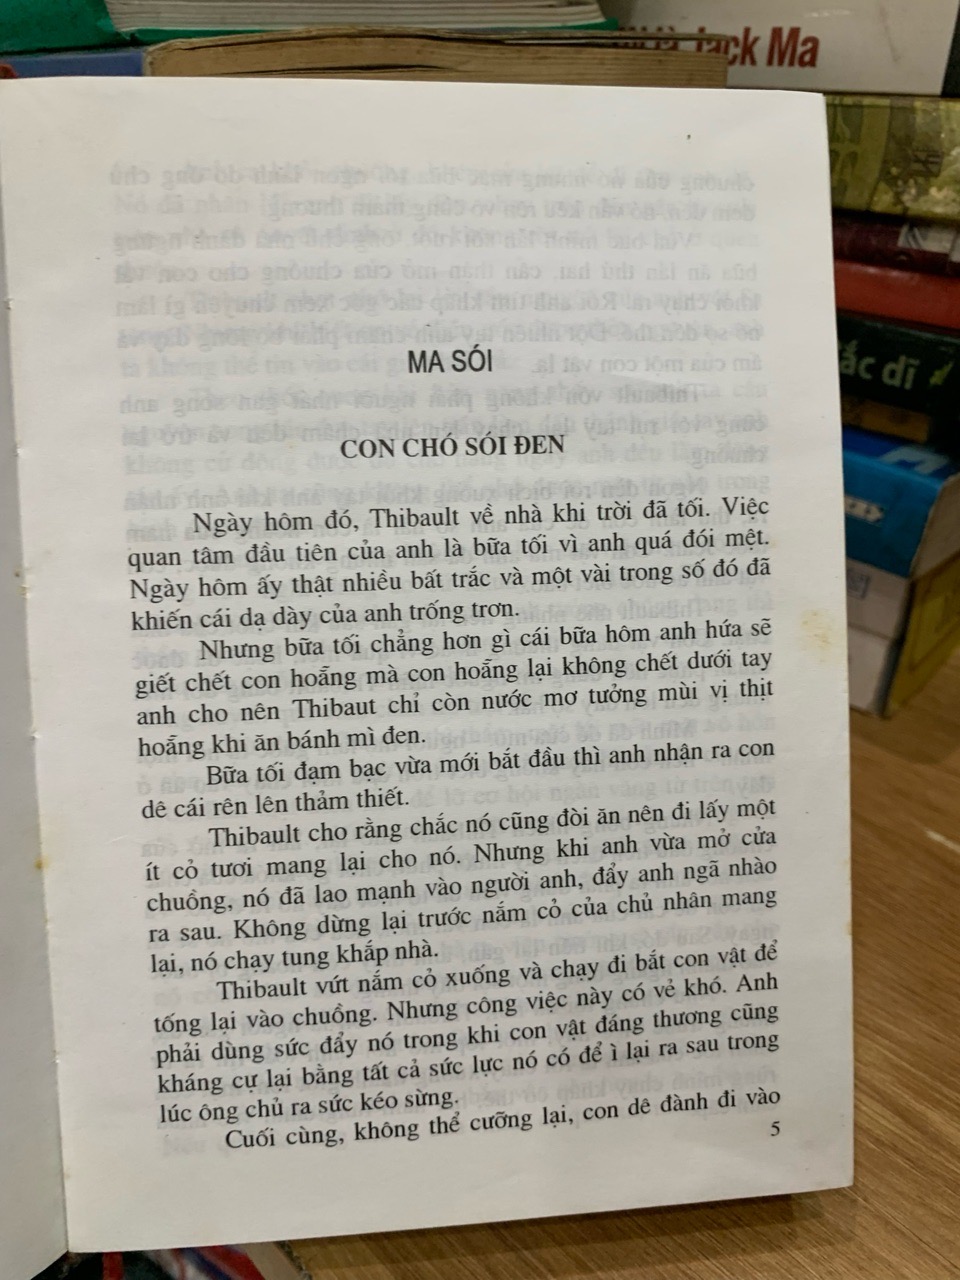 Jack Ma
ắc dĩ
MA SÓI
CON CHÓ SÓI ĐEN
Ngày hôm đó, Thibault về nhà khi trời đã tối. Việc
quan tâm đầu tiên của anh là bữa tối vì anh quá đói mệt.
Ngày hôm ấy thật nhiều bất trắc và một vài trong số đó đã
khiến cái dạ dày của anh trống trơn.
Nhưng bữa tối chẳng hơn gì cái bữa hôm anh hứa sẽ
giết chết con hoẵng mà con hoẵng lại không chết dưới tay
anh cho nên Thibaut chỉ còn nước mơ tưởng mùi vị thịt
hoẵng khi ăn bánh mì đen.
Bữa tối đạm bạc vừa mới bắt đầu thì anh nhận ra con
dê cái rên lên thảm thiết.
Thibault cho rằng chắc nó cũng đòi ăn nên đi lấy một
ít cỏ tươi mang lại cho nó. Nhưng khi anh vừa mở cửa
chuồng, nó đã lao mạnh vào người anh, đẩy anh ngã nhào
ra sau. Không dừng lại trước nắm cỏ của chủ nhân mang
lại, nó chạy tung khắp nhà.
Thibault vứt nắm cỏ xuống và chạy đi bắt con vật để
tống lại vào chuồng. Nhưng công việc này có vẻ khó. Anh
phải dùng sức đẩy nó trong khi con vật đáng thương cũng
kháng cự lại bằng tất cả sức lực nó có để ì lại ra sau trong
lúc ông chủ ra sức kéo sừng.
Cuối cùng, không thể cưỡng lại, con dê đành đi vào
5